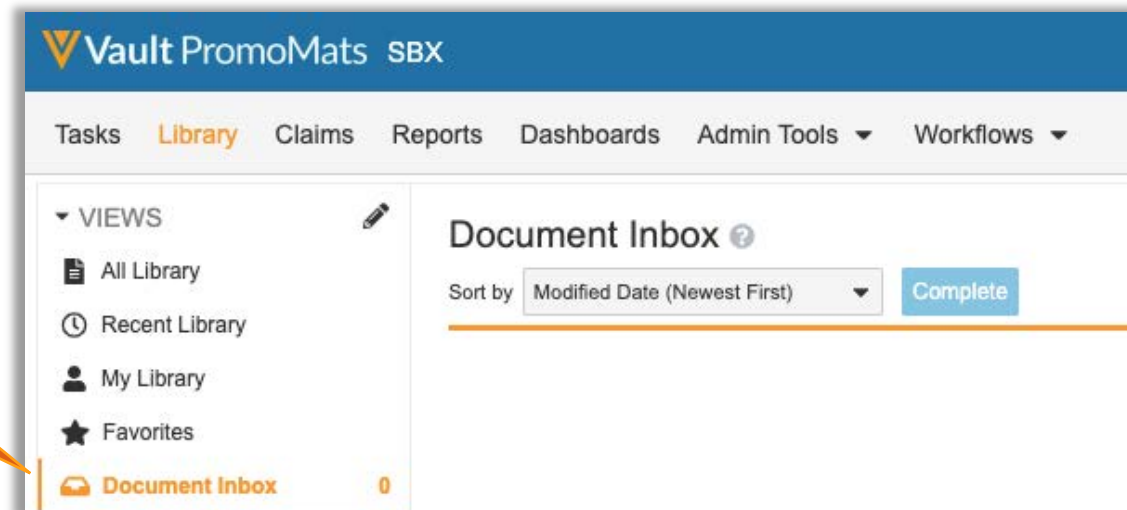 Vault PromoMats SBX
Tasks Library Claims Reports Dashboards Admin Tools Workflows
VIEWS
All Library
Recent Library
My Library
Favorites
Document Inbox 0
Document Inbox ?
Sort by Modified Date (Newest First) Complete